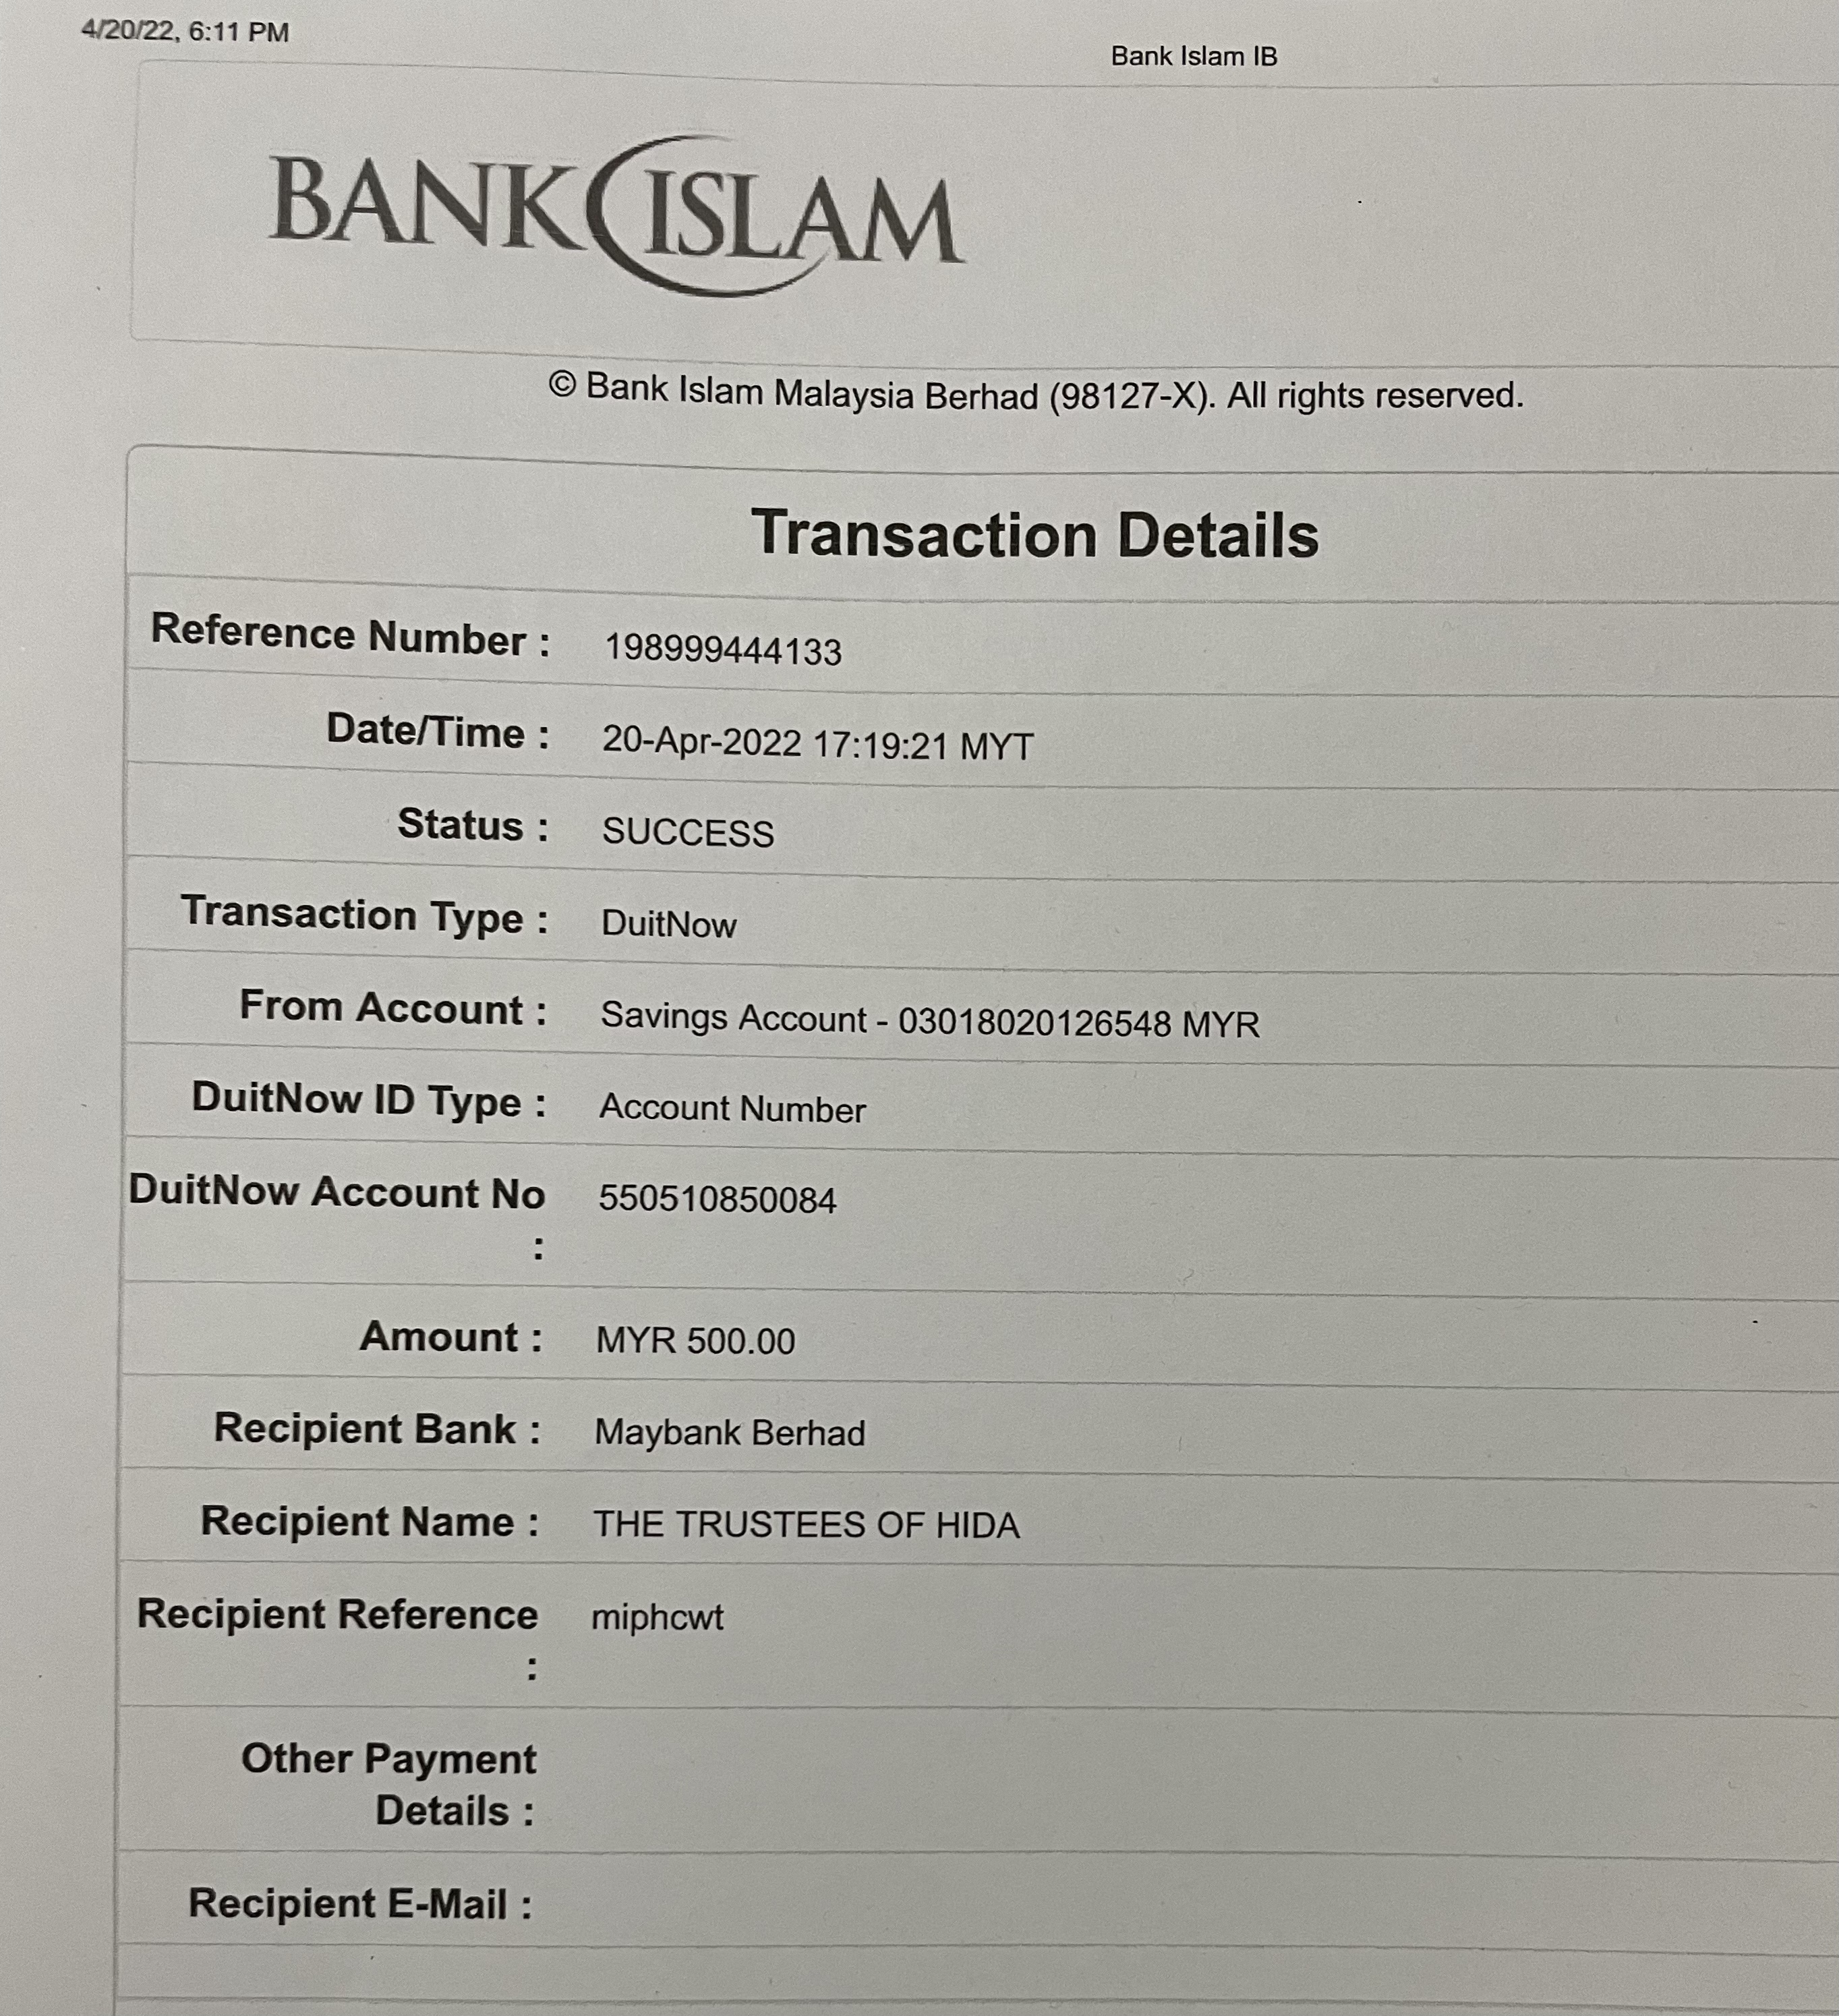 4/20/22, 6:11 PM
Bank Islam IB
BANK ISLAM
© Bank Islam Malaysia Berhad (98127-X). All rights reserved.
Transaction Details
Reference Number : 198999444133
Date/Time : 20-Apr-2022 17:19:21 MYT
Status : SUCCESS
Transaction Type : DuitNow
From Account : Savings Account - 03018020126548 MYR
DuitNow ID Type : Account Number
DuitNow Account No 550510850084
:
Amount : MYR 500.00
Recipient Bank : Maybank Berhad
Recipient Name : THE TRUSTEES OF HIDA
Recipient Reference miphcwt
:
Other Payment
Details :
Recipient E-Mail :